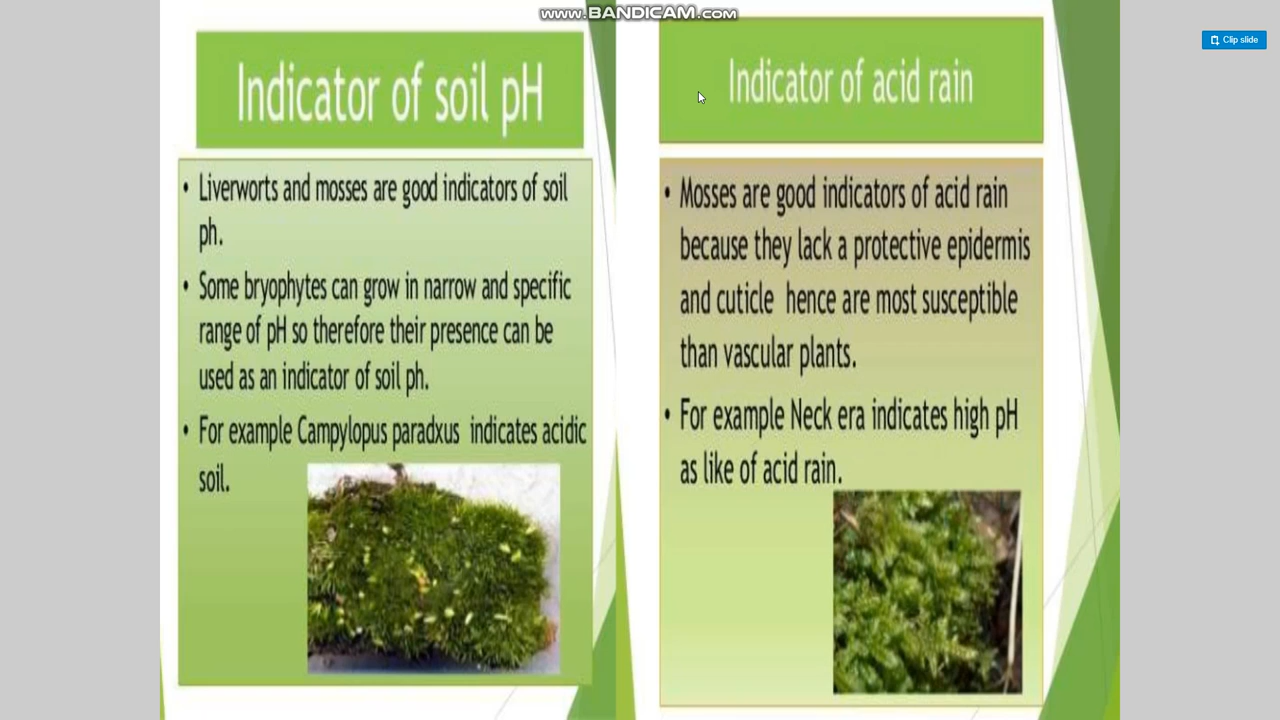 www.BANDICAM.com
Clip slide
Indicator of soil pH
• Liverworts and mosses are good indicators of soil
ph.
• Some bryophytes can grow in narrow and specific
range of pH so therefore their presence can be
used as an indicator of soil ph.
• For example Campylopus paradxus indicates acidic
soil.
Indicator of acid rain
• Mosses are good indicators of acid rain
because they lack a protective epidermis
and cuticle hence are most susceptible
than vascular plants.
• For example Neck era indicates high pH
as like of acid rain.